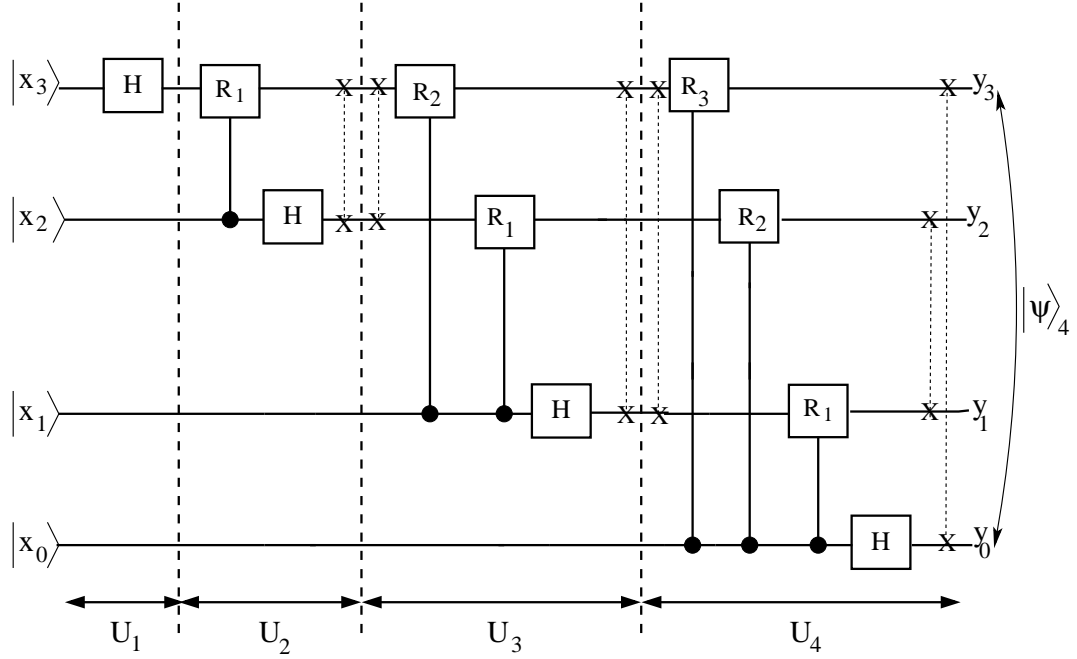 |x₃⟩ H R₁ X X R₂ X X R₃ X y₃
|x₂⟩ H X X R₁ R₂ X y₂
|ψ⟩₄
|x₁⟩ H X X R₁ X y₁
|x₀⟩ H X y₀
U₁ U₂ U₃ U₄